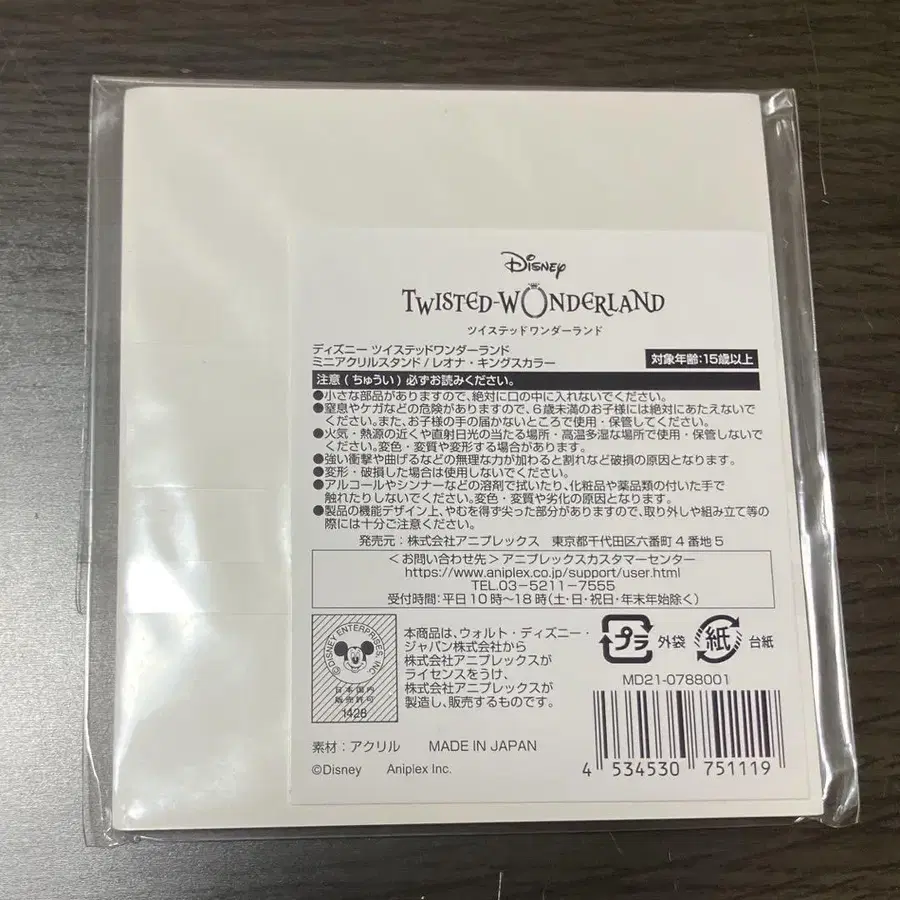 Disney
TWISTED-WONDERLAND
ツイステッドワンダーランド
ディズニー ツイステッドワンダーランド
ミニアクリルスタンド / レオナ・キングスカラー
対象年齢:15歳以上
注意 ( ちゅうい ) 必ずお読みください。
●小さな部品がありますので、絶対に口の中に入れないでください。
●窒息やケガなどの危険がありますので、6歳未満のお子様には絶対にあたえないで
ください。また、お子様の手の届かないところで使用・保管してください。
●火気・熱源の近くや直射日光の当たる場所・高温多湿な場所で使用・保管しないで
ください。変色・変質や変形する場合があります。
●強い衝撃や曲げるなどの無理な力が加わると割れなど破損の原因となります。
●変形・破損した場合は使用しないでください。
●アルコールやシンナーなどの溶剤で拭いたり、化粧品や薬品類の付いた手で
触れたりしないでください。変色・変質や劣化の原因となります。
●製品の機能デザイン上、やむを得ず尖った部分がありますので、取り外しや組み立て等の
際には十分ご注意ください。
発売元:株式会社アニプレックス 東京都千代田区六番町 4 番地 5
<お問い合わせ先>アニプレックスカスタマーセンター
https://www.aniplex.co.jp/support/user.html
TEL.03-5211-7555
受付時間:平日10時~18時(土・日・祝日・年末年始除く)
©DISNEY ENTERPRISES, INC.
日本国内
販売許可
1428
本商品は、ウォルト・ディズニー・
ジャパン株式会社から
株式会社アニプレックスが
ライセンスをうけ、
株式会社アニプレックスが
製造し、販売するものです。
プラ 外袋 紙 台紙
MD21-0788001
素材:アクリル MADE IN JAPAN
©Disney Aniplex Inc.
4 534530 751119